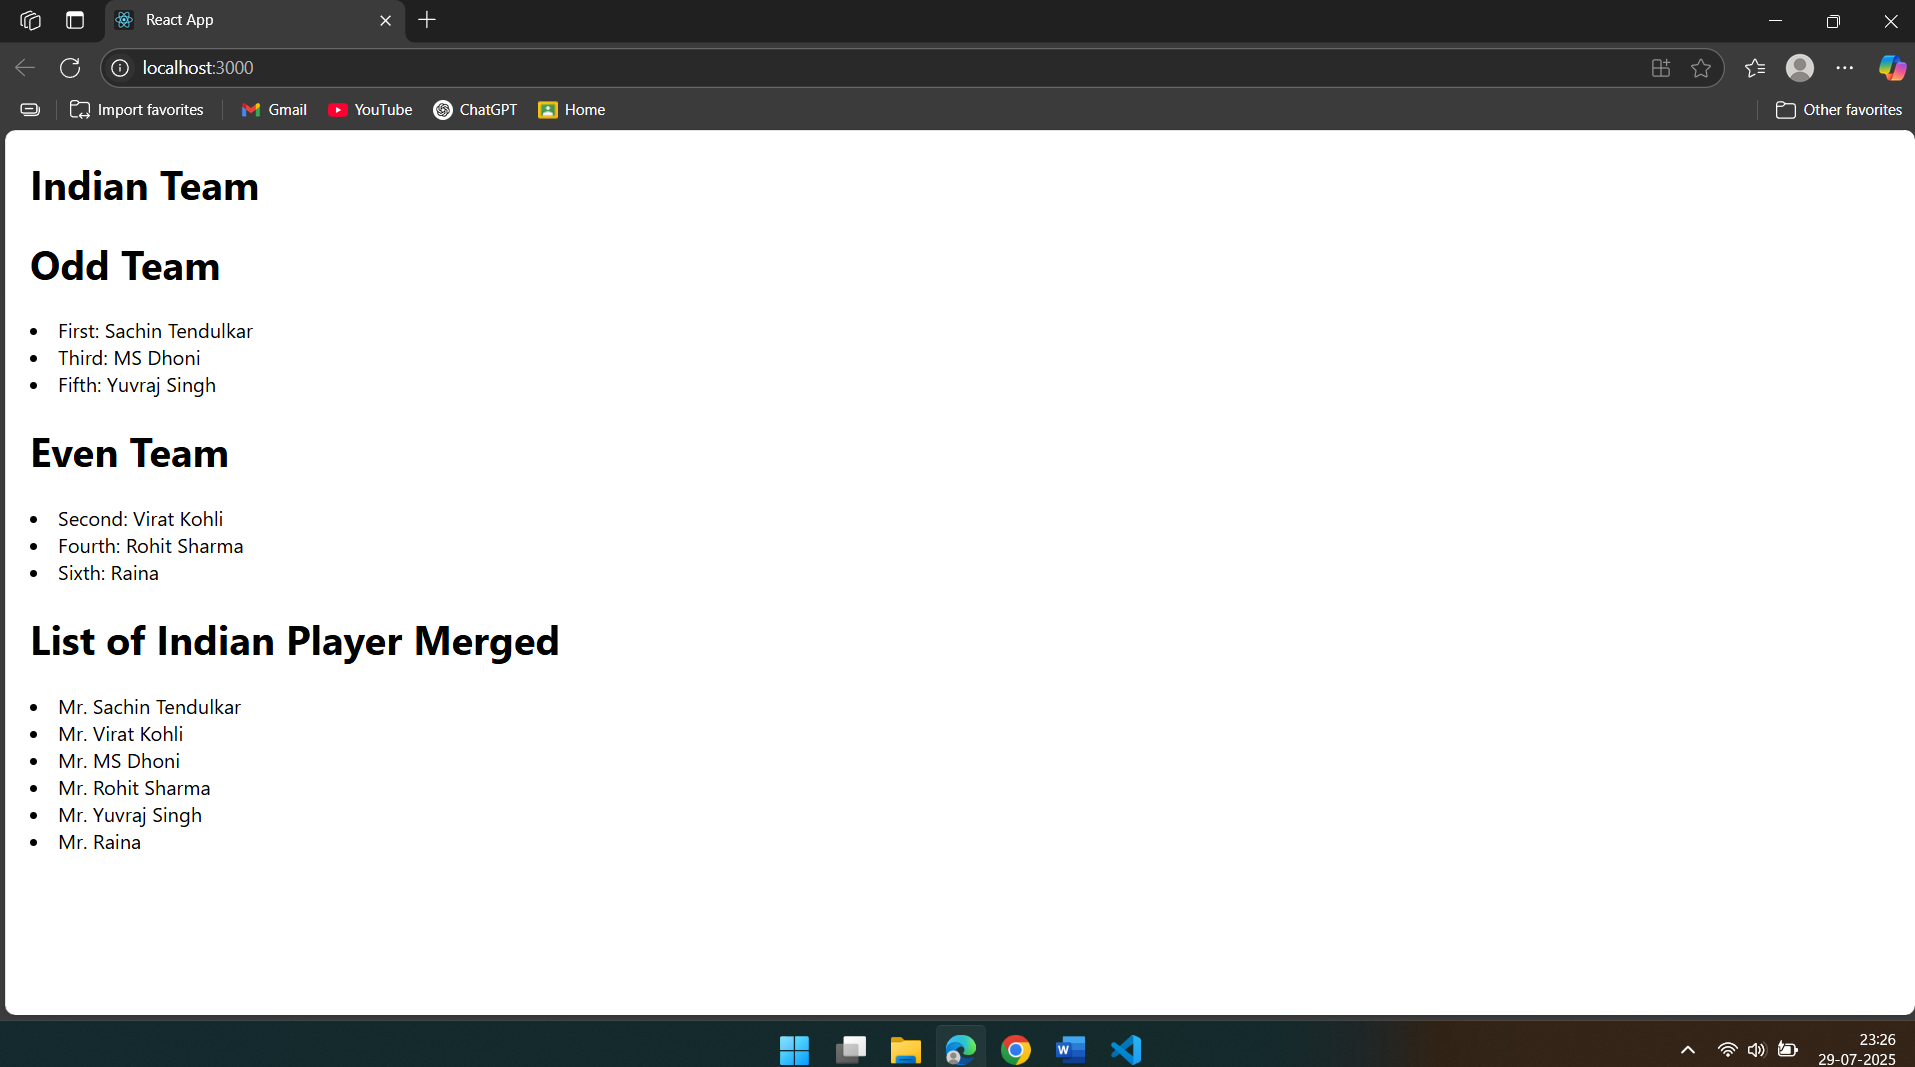 React App
localhost:3000
Import favorites
Gmail
YouTube
ChatGPT
Home
Other favorites
Indian Team
Odd Team
First: Sachin Tendulkar
Third: MS Dhoni
Fifth: Yuvraj Singh
Even Team
Second: Virat Kohli
Fourth: Rohit Sharma
Sixth: Raina
List of Indian Player Merged
Mr. Sachin Tendulkar
Mr. Virat Kohli
Mr. MS Dhoni
Mr. Rohit Sharma
Mr. Yuvraj Singh
Mr. Raina
W
23:26
29-07-2025